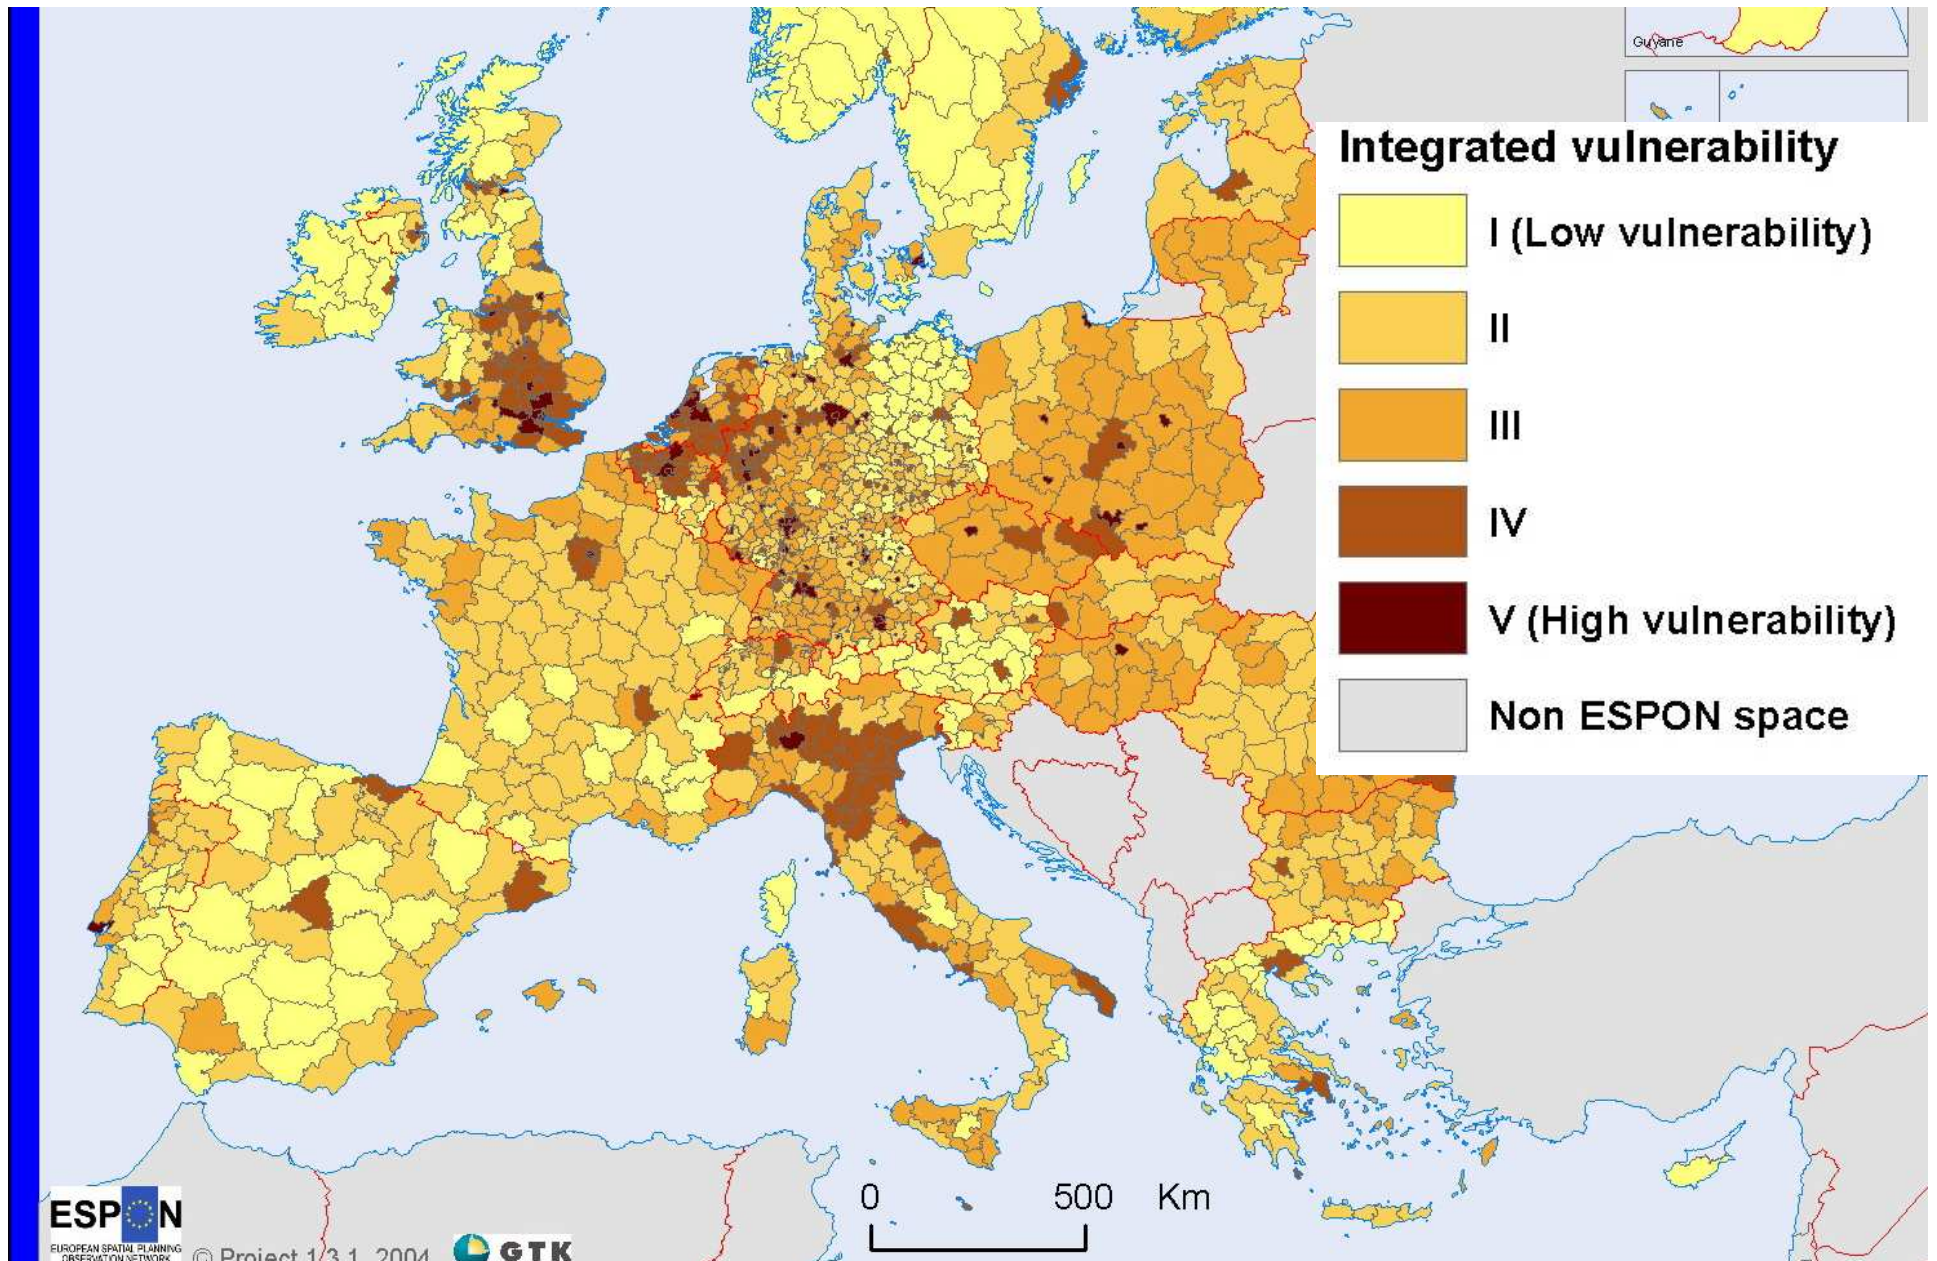 Guyane
Integrated vulnerability
I (Low vulnerability)
II
III
IV
V (High vulnerability)
Non ESPON space
0 500 Km
ESPON
EUROPEAN SPATIAL PLANNING
OBSERVATION NETWORK
© Project 1.3.1, 2004
GTK